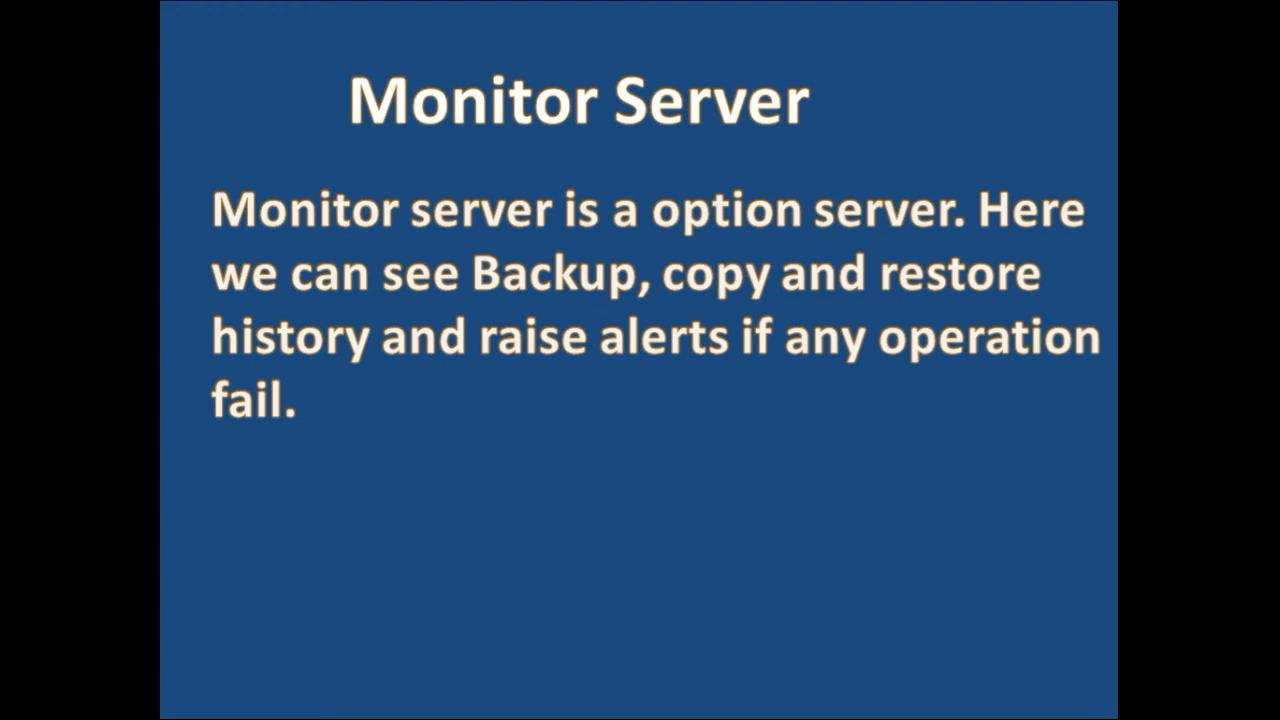 Monitor Server
Monitor server is a option server. Here
we can see Backup, copy and restore
history and raise alerts if any operation
fail.